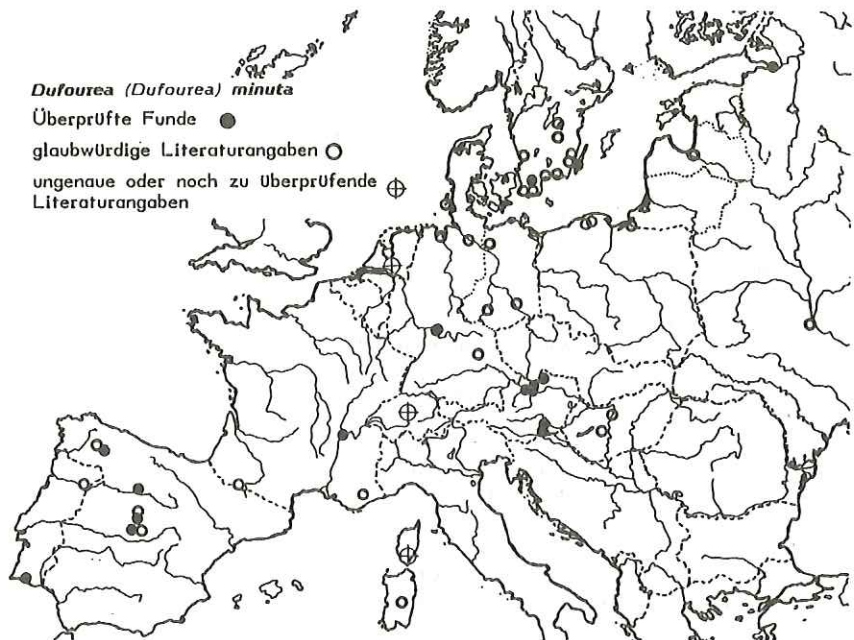 Dufourea (Dufourea) minuta
Überprüfte Funde
glaubwürdige Literaturangaben
ungenaue oder noch zu überprüfende
Literaturangaben